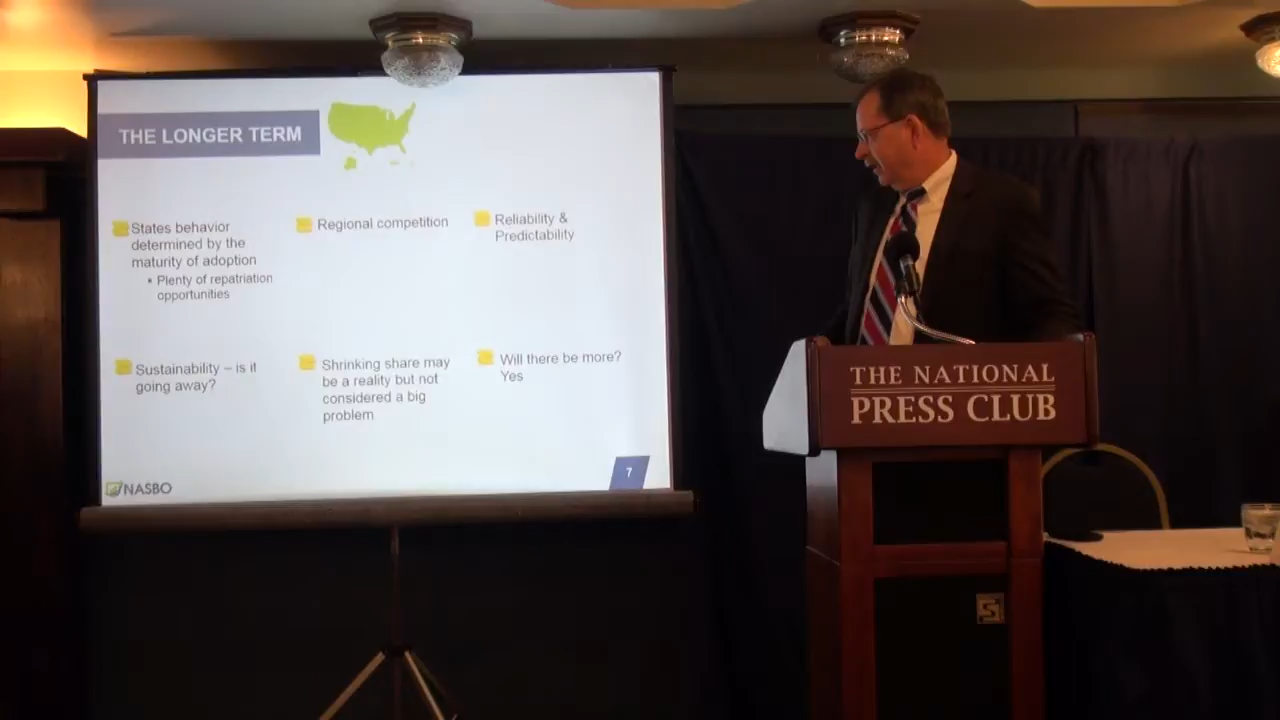 THE LONGER TERM
States behavior
determined by the
maturity of adoption
• Plenty of repatriation
opportunities
Regional competition
Reliability &
Predictability
Sustainability – is it
going away?
Shrinking share may
be a reality but not
considered a big
problem
Will there be more?
Yes
NASBO
7
THE NATIONAL
PRESS CLUB